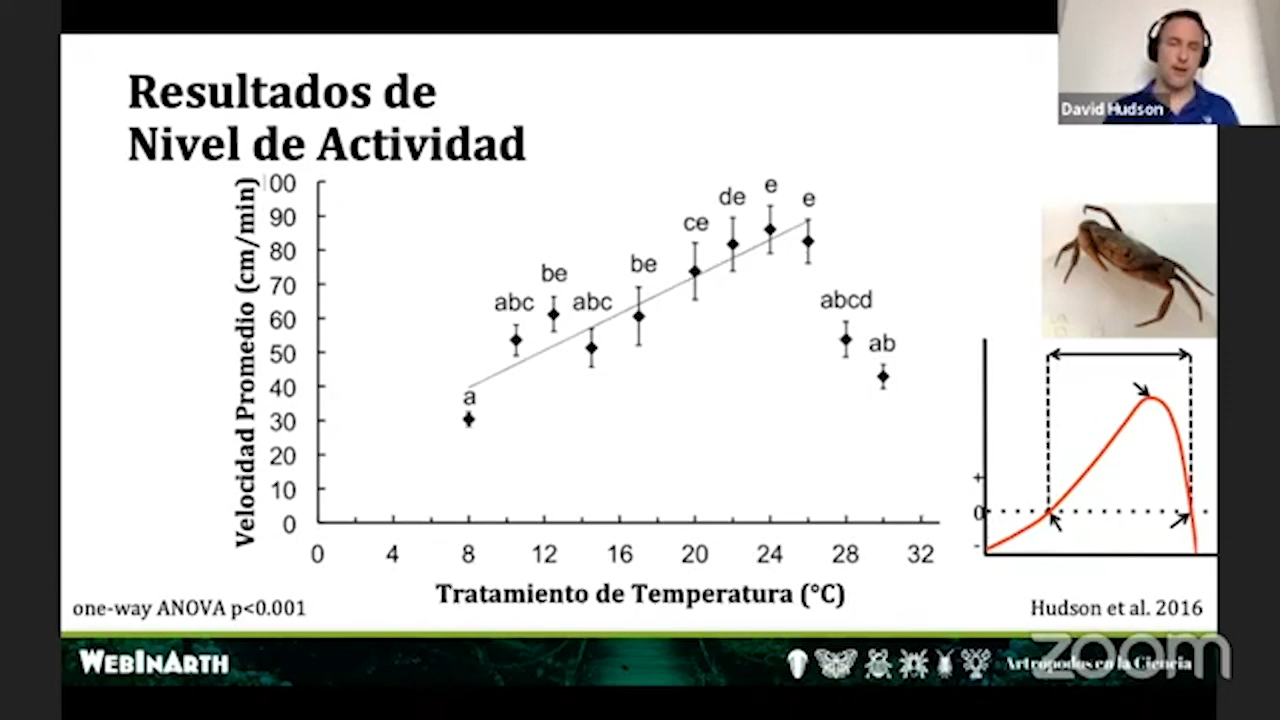 David Hudson
Resultados de
Nivel de Actividad
Velocidad Promedio (cm/min)
00
90
80
70
60
50
40
30
20
10
0
a
abc
be
abc
be
ce
de
e
e
abcd
ab
0
4
8
12
16
20
24
28
32
Tratamiento de Temperatura (°C)
+
0
-
one-way ANOVA p<0.001
Hudson et al. 2016
WEBINARTH
Artrópodos en la Ciencia
zoom